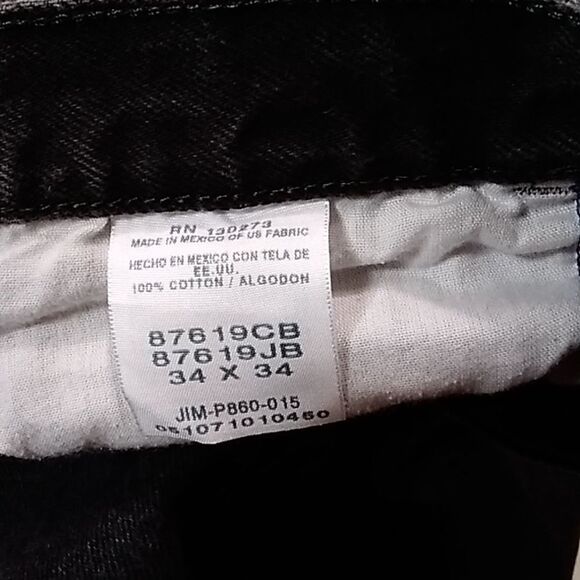 RN 130273
MADE IN MEXICO OF US FABRIC
HECHO EN MEXICO CON TELA DE
EE.UU.
100% COTTON / ALGODON
87619CB
87619JB
34 X 34
JIM-P860-015
051071010450